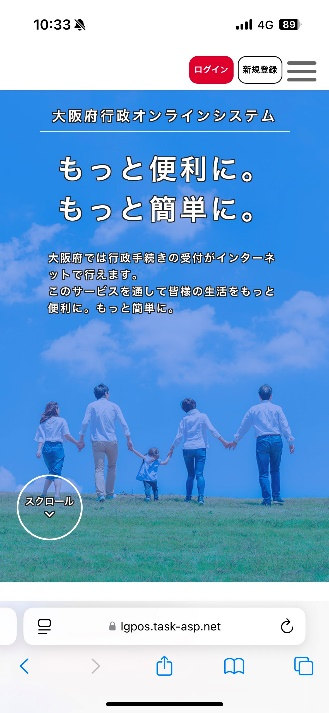 10:33
4G 89
ログイン 新規登録
大阪府行政オンラインシステム
もっと便利に。
もっと簡単に。
大阪府では行政手続きの受付がインターネ
ットで行えます。
このサービスを通して皆様の生活をもっと
便利に。もっと簡単に。
スクロール
lgpos.task-asp.net